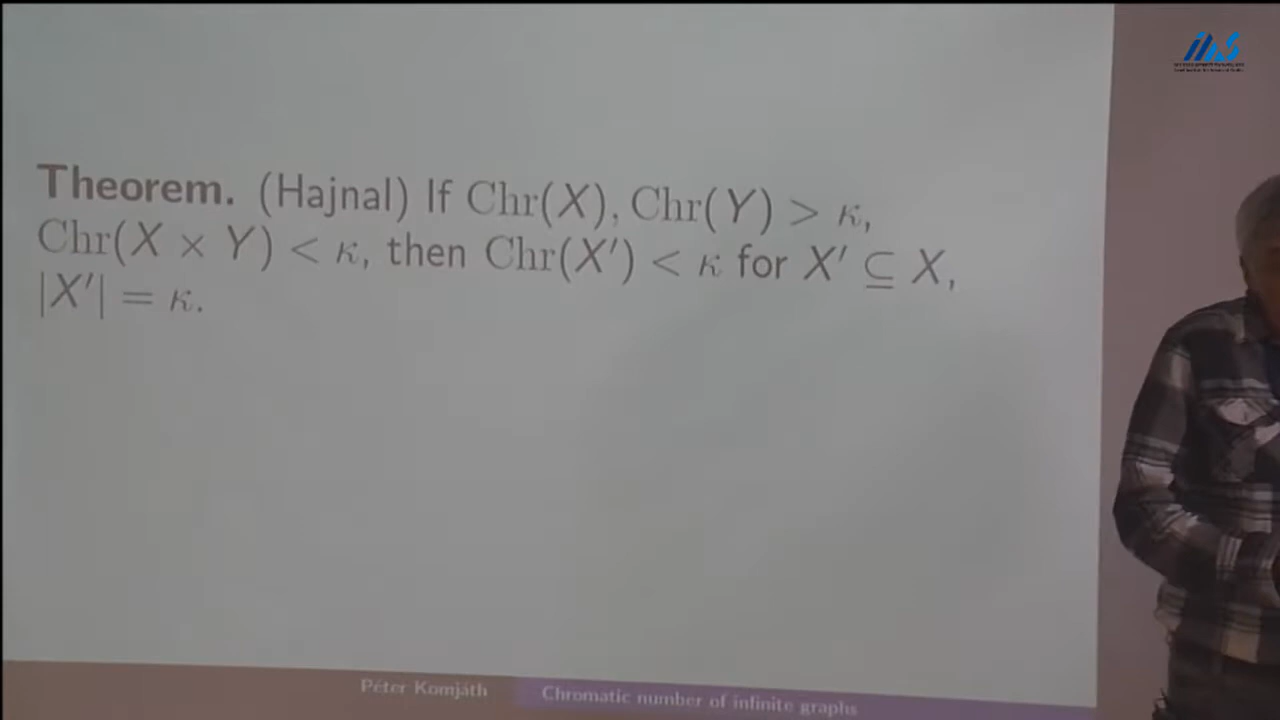 Theorem. (Hajnal) If Chr(X), Chr(Y) > κ,
Chr(X × Y) < κ, then Chr(X′) < κ for X′ ⊆ X,
|X′| = κ.
Péter Komjáth
Chromatic number of infinite graphs